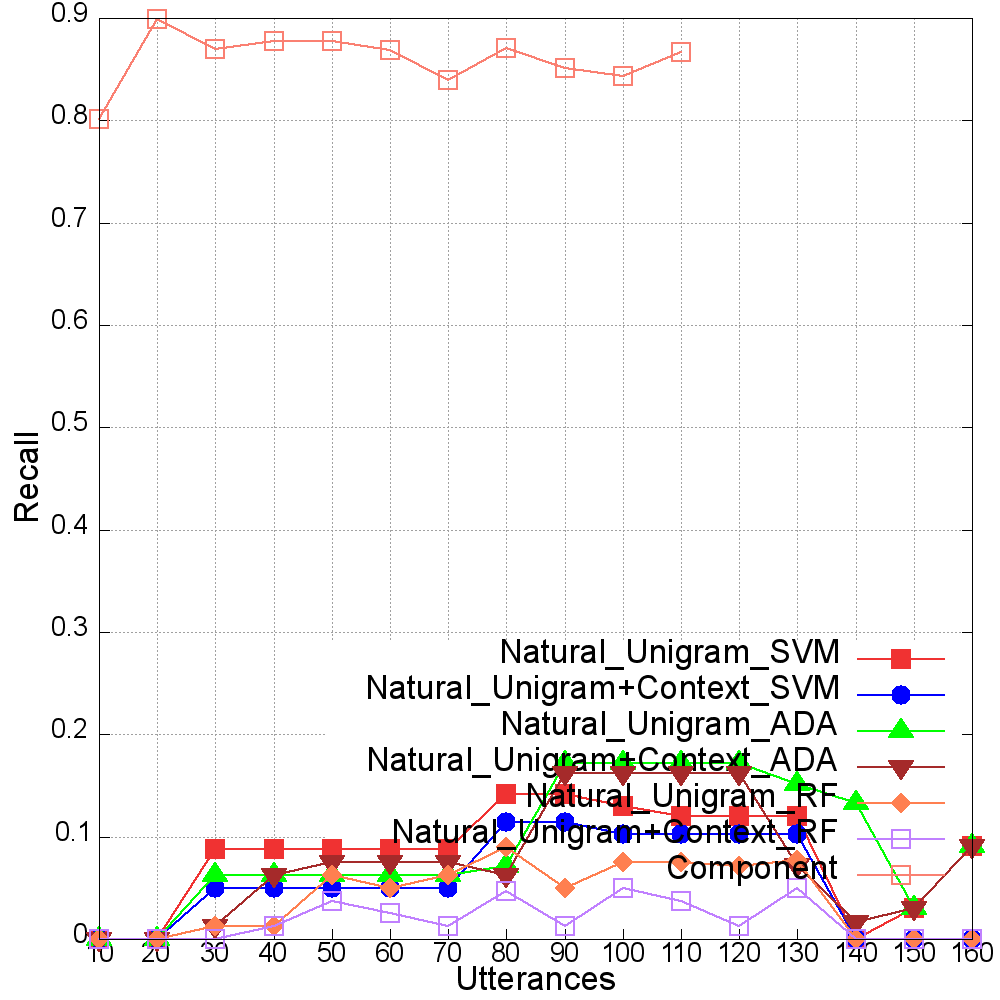 0.9
0.8
0.7
0.6
0.5
0.4
0.3
0.2
0.1
0
Recall
Natural_Unigram_SVM
Natural_Unigram+Context_SVM
Natural_Unigram_ADA
Natural_Unigram+Context_ADA
Natural_Unigram_RF
Natural_Unigram+Context_RF
Component
10 20 30 40 50 60 70 80 90 100 110 120 130 140 150 160
Utterances